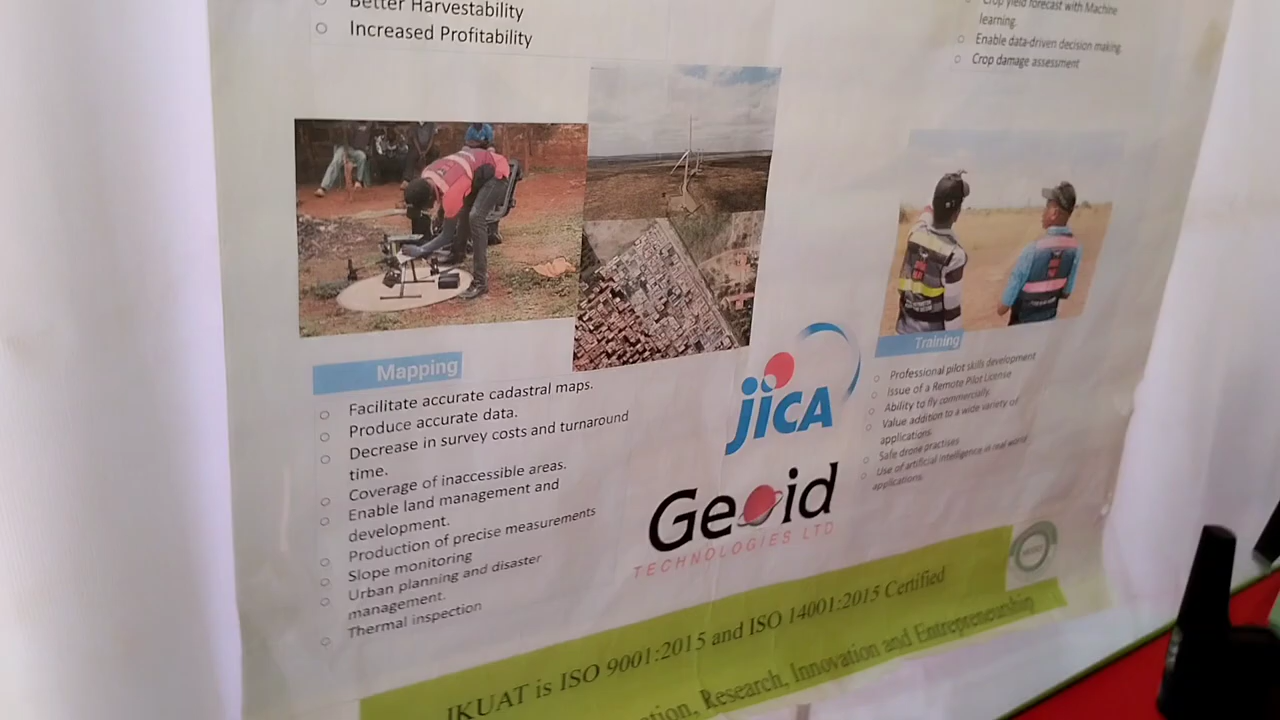 Better Harvestability
Increased Profitability
Crop yield forecast with Machine
learning.
Enable data-driven decision making.
Crop damage assessment
Mapping
Facilitate accurate cadastral maps.
Produce accurate data.
Decrease in survey costs and turnaround
time.
Coverage of inaccessible areas.
Enable land management and
development.
Production of precise measurements
Slope monitoring
Urban planning and disaster
management.
Thermal inspection
jICA
Geoid
TECHNOLOGIES LTD
Training
Professional pilot skills development
Issue of a Remote Pilot License
Ability to fly commercially.
Value addition to a wide variety of
applications.
Safe drone practises
Use of artificial intelligence in real world
applications.
JKUAT is ISO 9001:2015 and ISO 14001:2015 Certified
Research, Innovation and Entrepreneurship